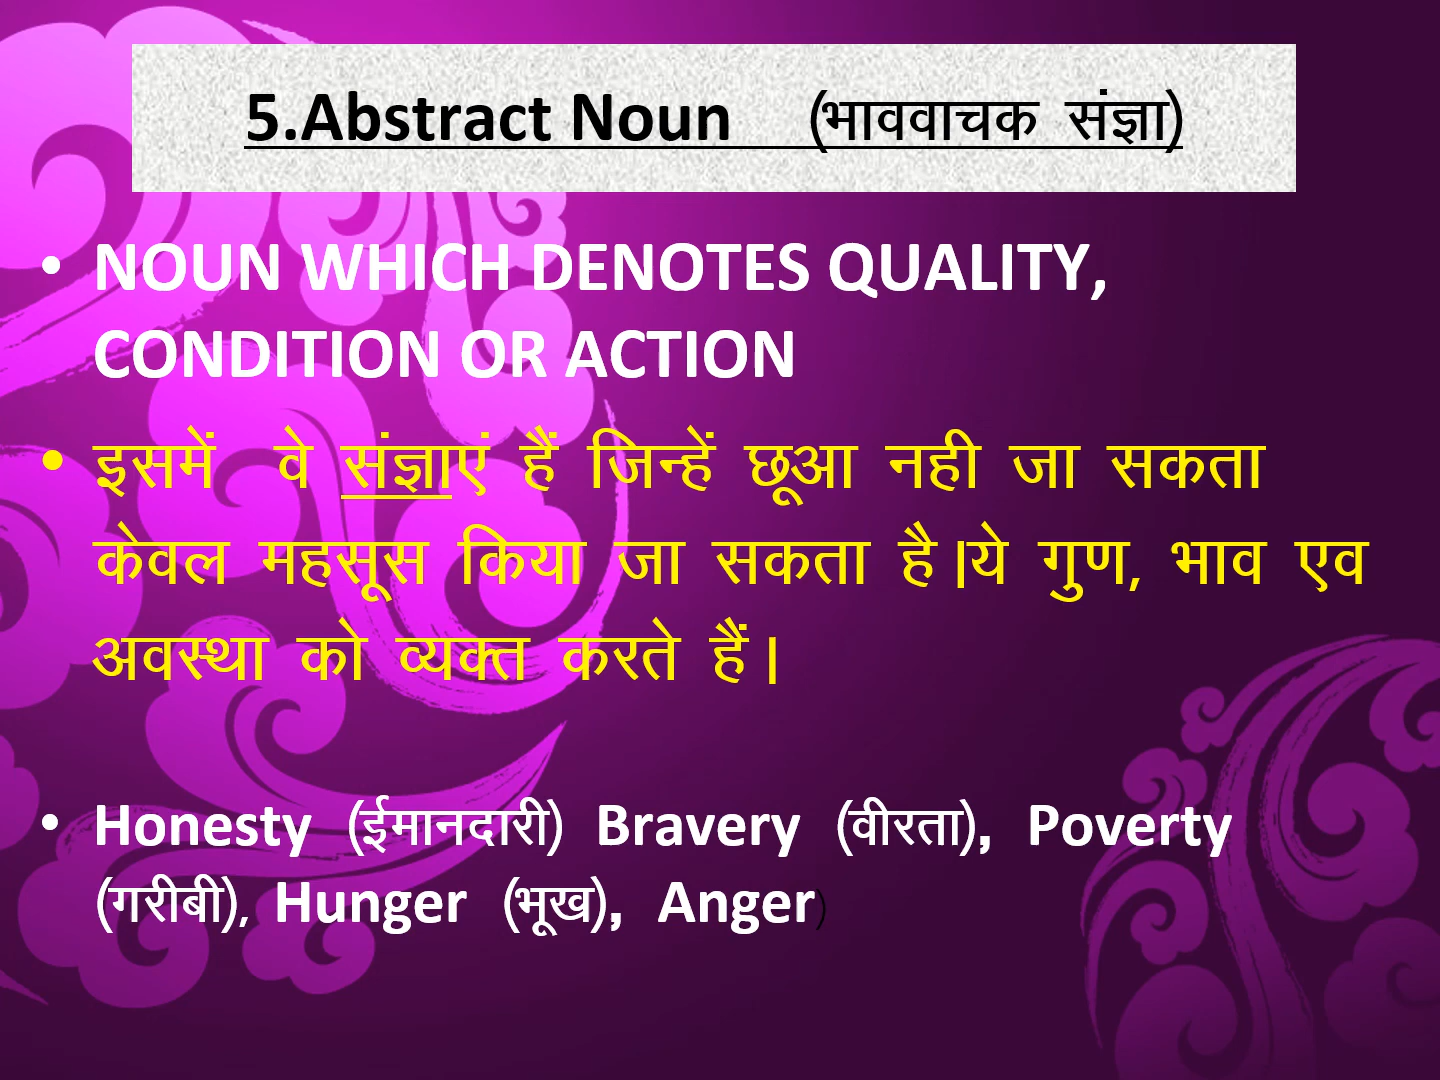 5.Abstract Noun (भाववाचक संज्ञा)
• NOUN WHICH DENOTES QUALITY,
CONDITION OR ACTION
• इसमें वे संज्ञाएं हैं जिन्हें छूआ नही जा सकता
केवल महसूस किया जा सकता है।ये गुण, भाव एव
अवस्था को व्यक्त करते हैं।
• Honesty (ईमानदारी) Bravery (वीरता), Poverty
(गरीबी), Hunger (भूख), Anger)